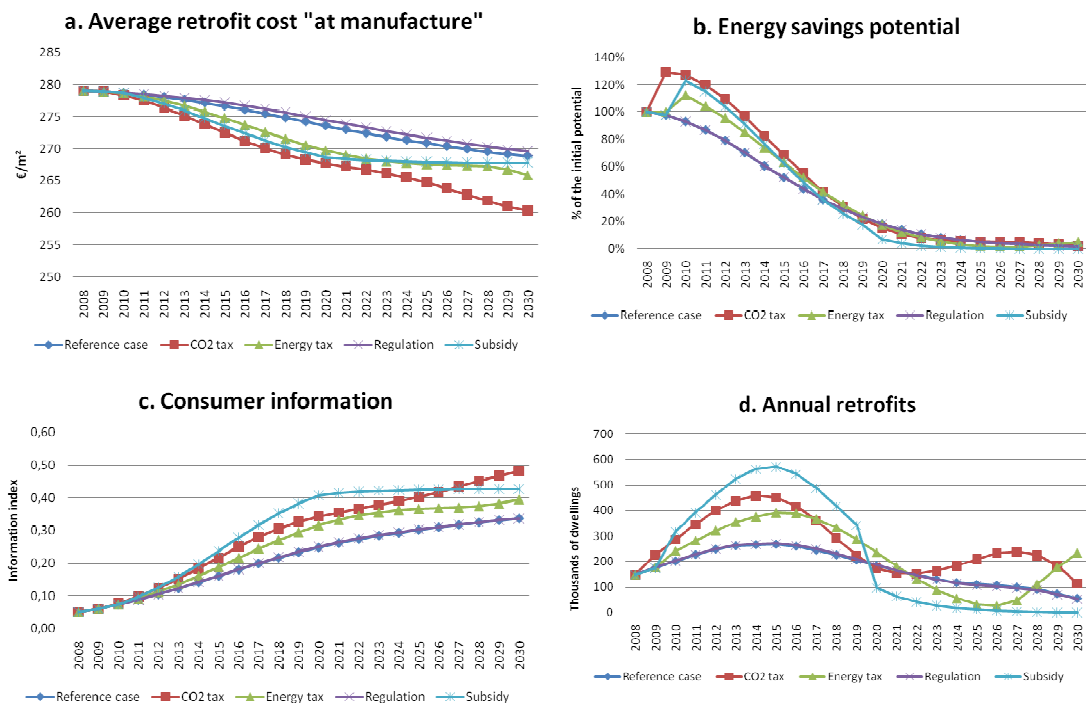 a. Average retrofit cost "at manufacture"
285
280
275
270
265
260
255
250
€/m²
2008 2009 2010 2011 2012 2013 2014 2015 2016 2017 2018 2019 2020 2021 2022 2023 2024 2025 2026 2027 2028 2029 2030
Reference case CO2 tax Energy tax Regulation Subsidy
b. Energy savings potential
140%
120%
100%
80%
60%
40%
20%
0%
% of the initial potential
2008 2009 2010 2011 2012 2013 2014 2015 2016 2017 2018 2019 2020 2021 2022 2023 2024 2025 2026 2027 2028 2029 2030
Reference case CO2 tax Energy tax Regulation Subsidy
c. Consumer information
0,60
0,50
0,40
0,30
0,20
0,10
0,00
Information index
2008 2009 2010 2011 2012 2013 2014 2015 2016 2017 2018 2019 2020 2021 2022 2023 2024 2025 2026 2027 2028 2029 2030
Reference case CO2 tax Energy tax Regulation Subsidy
d. Annual retrofits
700
600
500
400
300
200
100
0
Thousands of dwellings
2008 2009 2010 2011 2012 2013 2014 2015 2016 2017 2018 2019 2020 2021 2022 2023 2024 2025 2026 2027 2028 2029 2030
Reference case CO2 tax Energy tax Regulation Subsidy